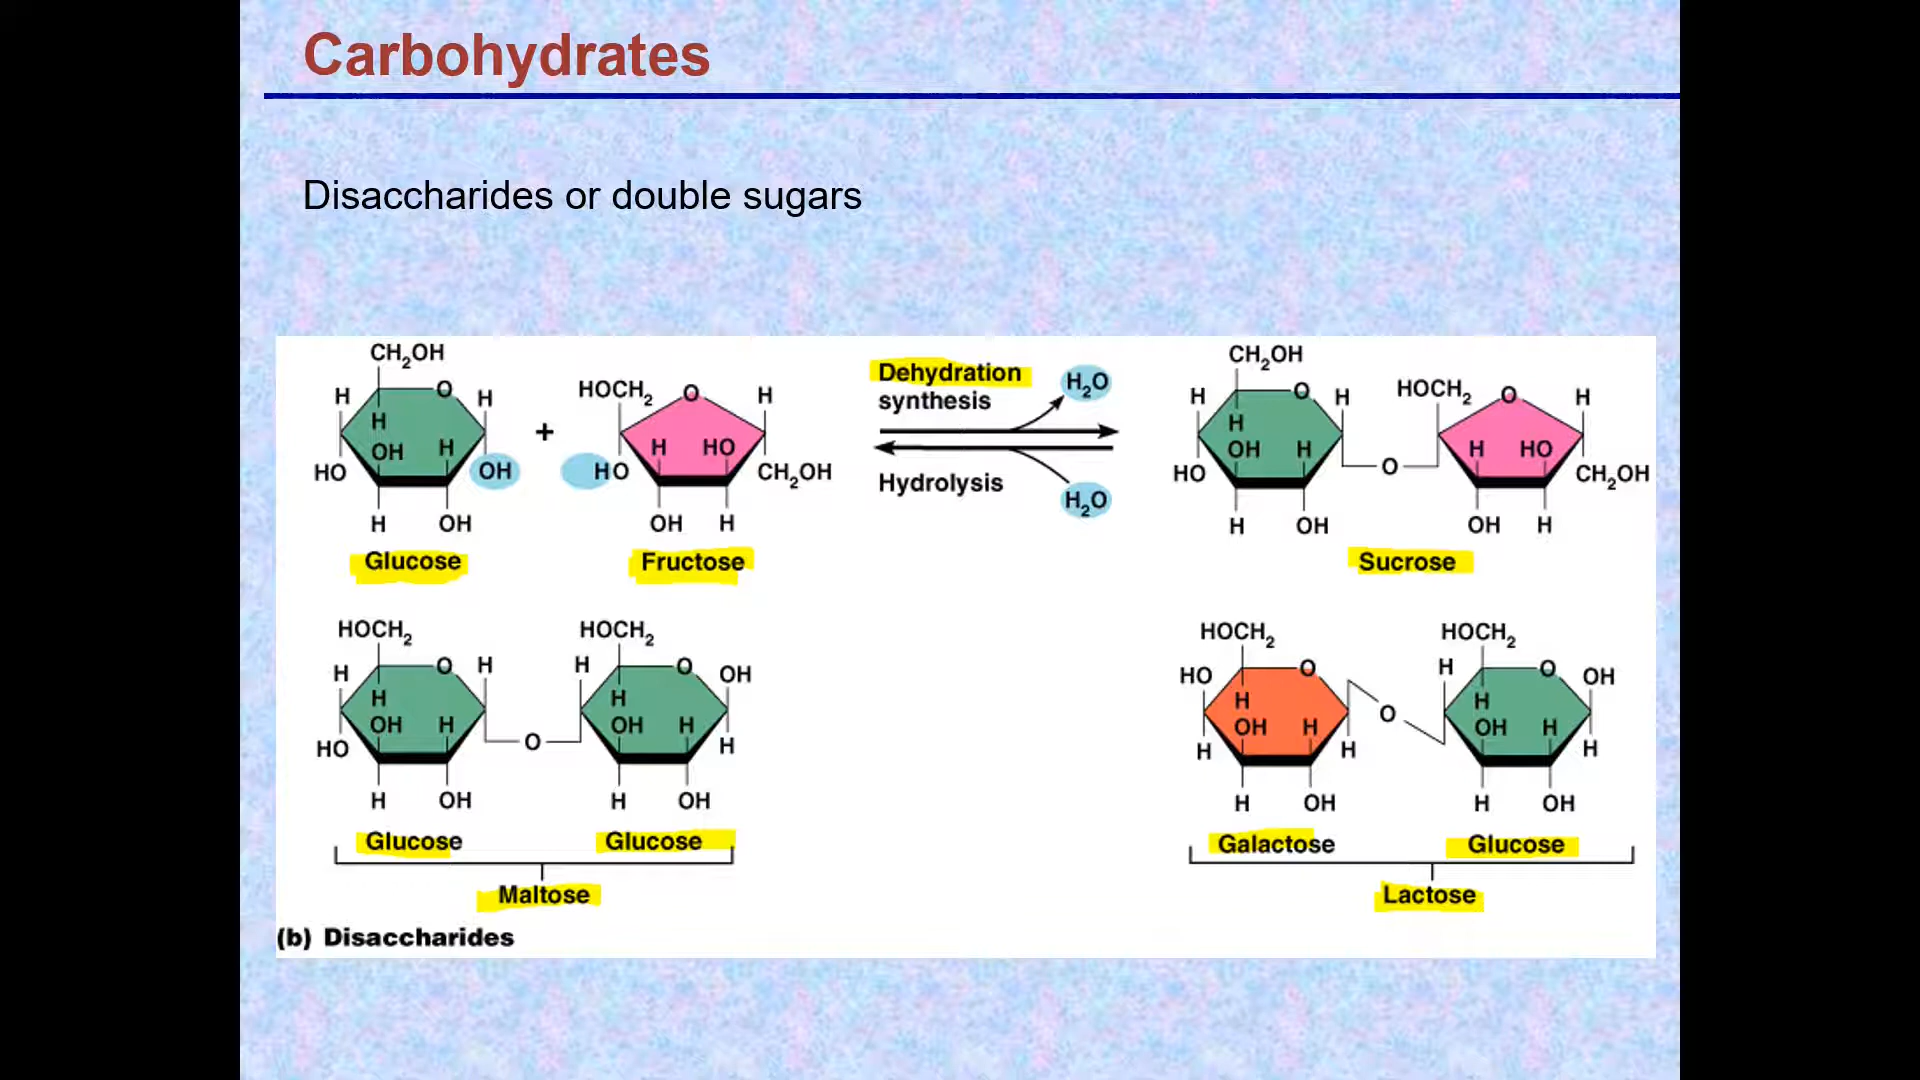 Carbohydrates
Disaccharides or double sugars
CH2OH
H O H
H
OH H
HO OH
H OH
Glucose
+
HOCH2 O H
H HO
HO CH2OH
OH H
Fructose
Dehydration
synthesis
H2O
Hydrolysis
H2O
CH2OH
H O H
H
OH H
HO
H OH
O
HOCH2 O H
H HO
CH2OH
OH H
Sucrose
HOCH2
H O H
H
OH H
HO
H OH
Glucose
O
HOCH2
H O OH
H
OH H
H
H OH
Glucose
Maltose
HOCH2
HO O
H
OH H
H H
H OH
Galactose
O
HOCH2
H O OH
H
OH H
H
H OH
Glucose
Lactose
(b) Disaccharides